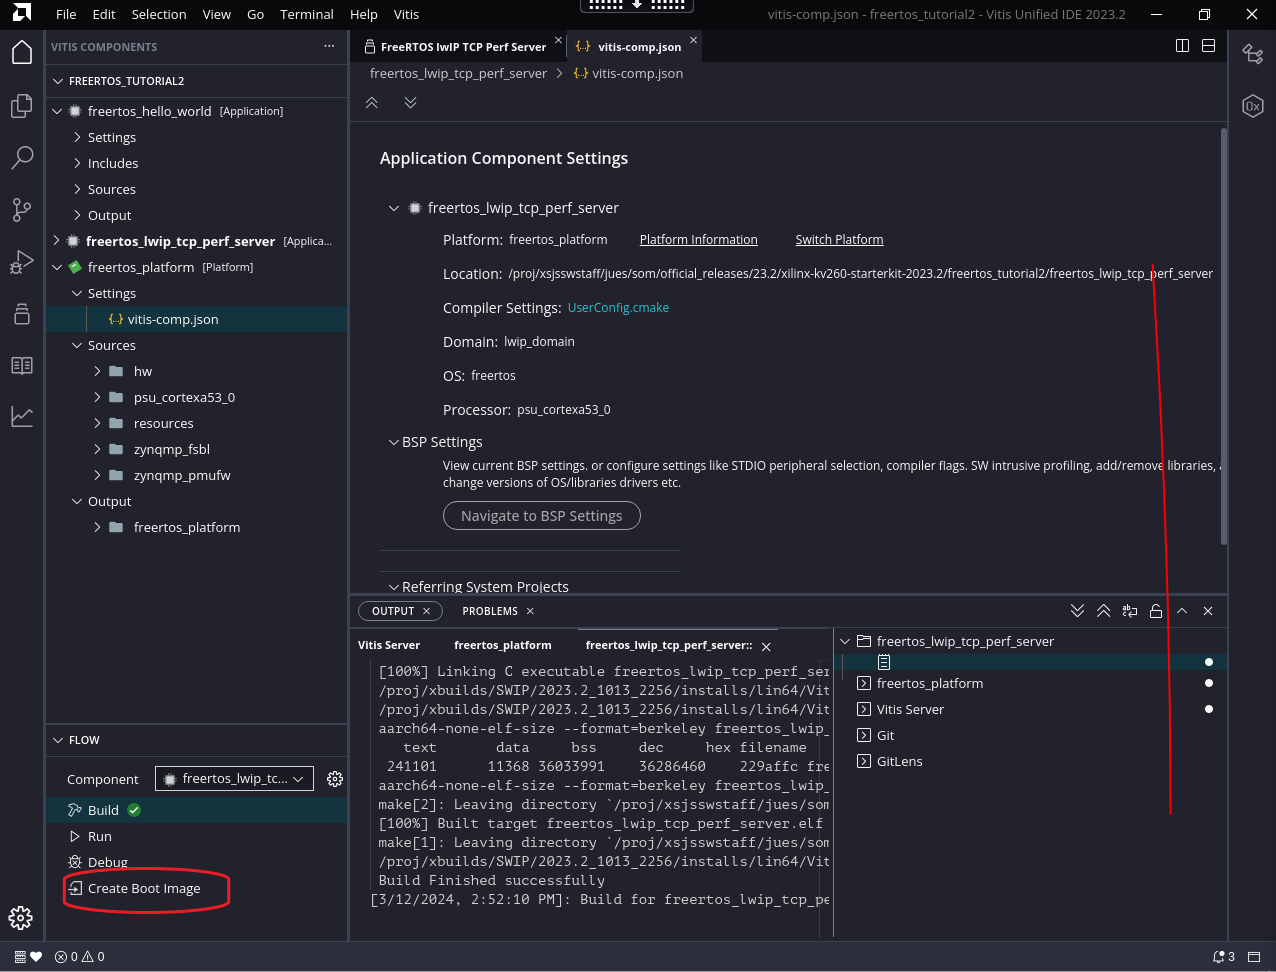 File Edit Selection View Go Terminal Help Vitis
vitis-comp.json - freertos_tutorial2 - Vitis Unified IDE 2023.2
VITIS COMPONENTS
FREERTOS_TUTORIAL2
freertos_hello_world [Application]
Settings
Includes
Sources
Output
freertos_lwip_tcp_perf_server [Applica...
freertos_platform [Platform]
Settings
{··} vitis-comp.json
Sources
hw
psu_cortexa53_0
resources
zynqmp_fsbl
zynqmp_pmufw
Output
freertos_platform
FLOW
Component freertos_lwip_tc...
Build
Run
Debug
Create Boot Image
FreeRTOS lwIP TCP Perf Server
{··} vitis-comp.json
freertos_lwip_tcp_perf_server > {··} vitis-comp.json
Application Component Settings
freertos_lwip_tcp_perf_server
Platform: freertos_platform Platform Information Switch Platform
Location: /proj/xsjsswstaff/jues/som/official_releases/23.2/xilinx-kv260-starterkit-2023.2/freertos_tutorial2/freertos_lwip_tcp_perf_server
Compiler Settings: UserConfig.cmake
Domain: lwip_domain
OS: freertos
Processor: psu_cortexa53_0
BSP Settings
View current BSP settings. or configure settings like STDIO peripheral selection, compiler flags. SW intrusive profiling, add/remove libraries,
change versions of OS/libraries drivers etc.
Navigate to BSP Settings
Referring System Projects
OUTPUT PROBLEMS
Vitis Server freertos_platform freertos_lwip_tcp_perf_server::
[100%] Linking C executable freertos_lwip_tcp_perf_ser
/proj/xbuilds/SWIP/2023.2_1013_2256/installs/lin64/Vit
/proj/xbuilds/SWIP/2023.2_1013_2256/installs/lin64/Vit
aarch64-none-elf-size --format=berkeley freertos_lwip_
text data bss dec hex filename
241101 11368 36033991 36286460 229affc fre
aarch64-none-elf-size --format=berkeley freertos_lwip_
make[2]: Leaving directory `/proj/xsjsswstaff/jues/som
[100%] Built target freertos_lwip_tcp_perf_server.elf
make[1]: Leaving directory `/proj/xsjsswstaff/jues/som
/proj/xbuilds/SWIP/2023.2_1013_2256/installs/lin64/Vit
Build Finished successfully
[3/12/2024, 2:52:10 PM]: Build for freertos_lwip_tcp_pe
freertos_lwip_tcp_perf_server
freertos_platform
Vitis Server
Git
GitLens
0 0
3